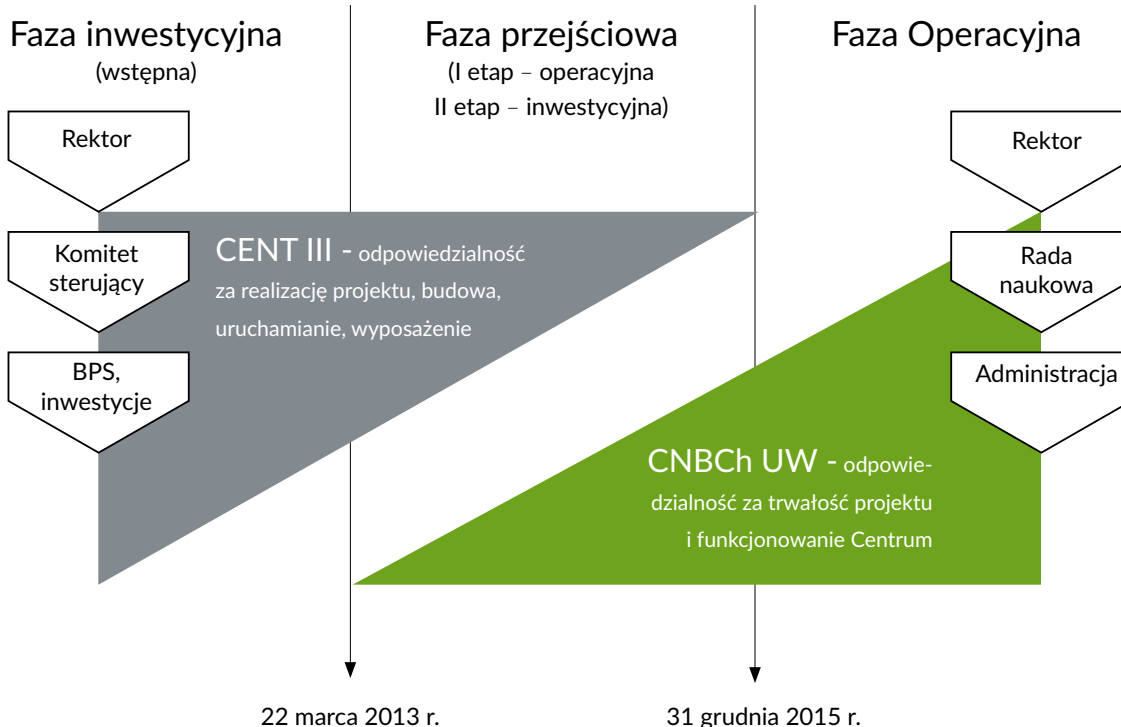 Faza inwestycyjna
(wstępna)
Faza przejściowa
(I etap – operacyjna
II etap – inwestycyjna)
Faza Operacyjna
Rektor
Komitet
sterujący
BPS,
inwestycje
CENT III - odpowiedzialność
za realizację projektu, budowa,
uruchamianie, wyposażenie
Rektor
Rada
naukowa
Administracja
CNBCh UW - odpowie-
dzialność za trwałość projektu
i funkcjonowanie Centrum
22 marca 2013 r.
31 grudnia 2015 r.